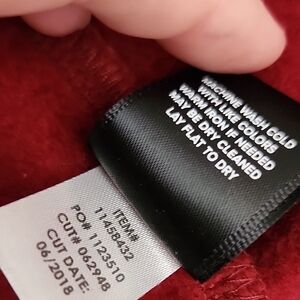 MACHINE WASH COLD
WITH LIKE COLORS
WARM IRON IF NEEDED
MAY BE DRY CLEANED
LAY FLAT TO DRY
ITEM#
11458432
PO# 1123510
CUT# 062948
CUT DATE:
06/2018